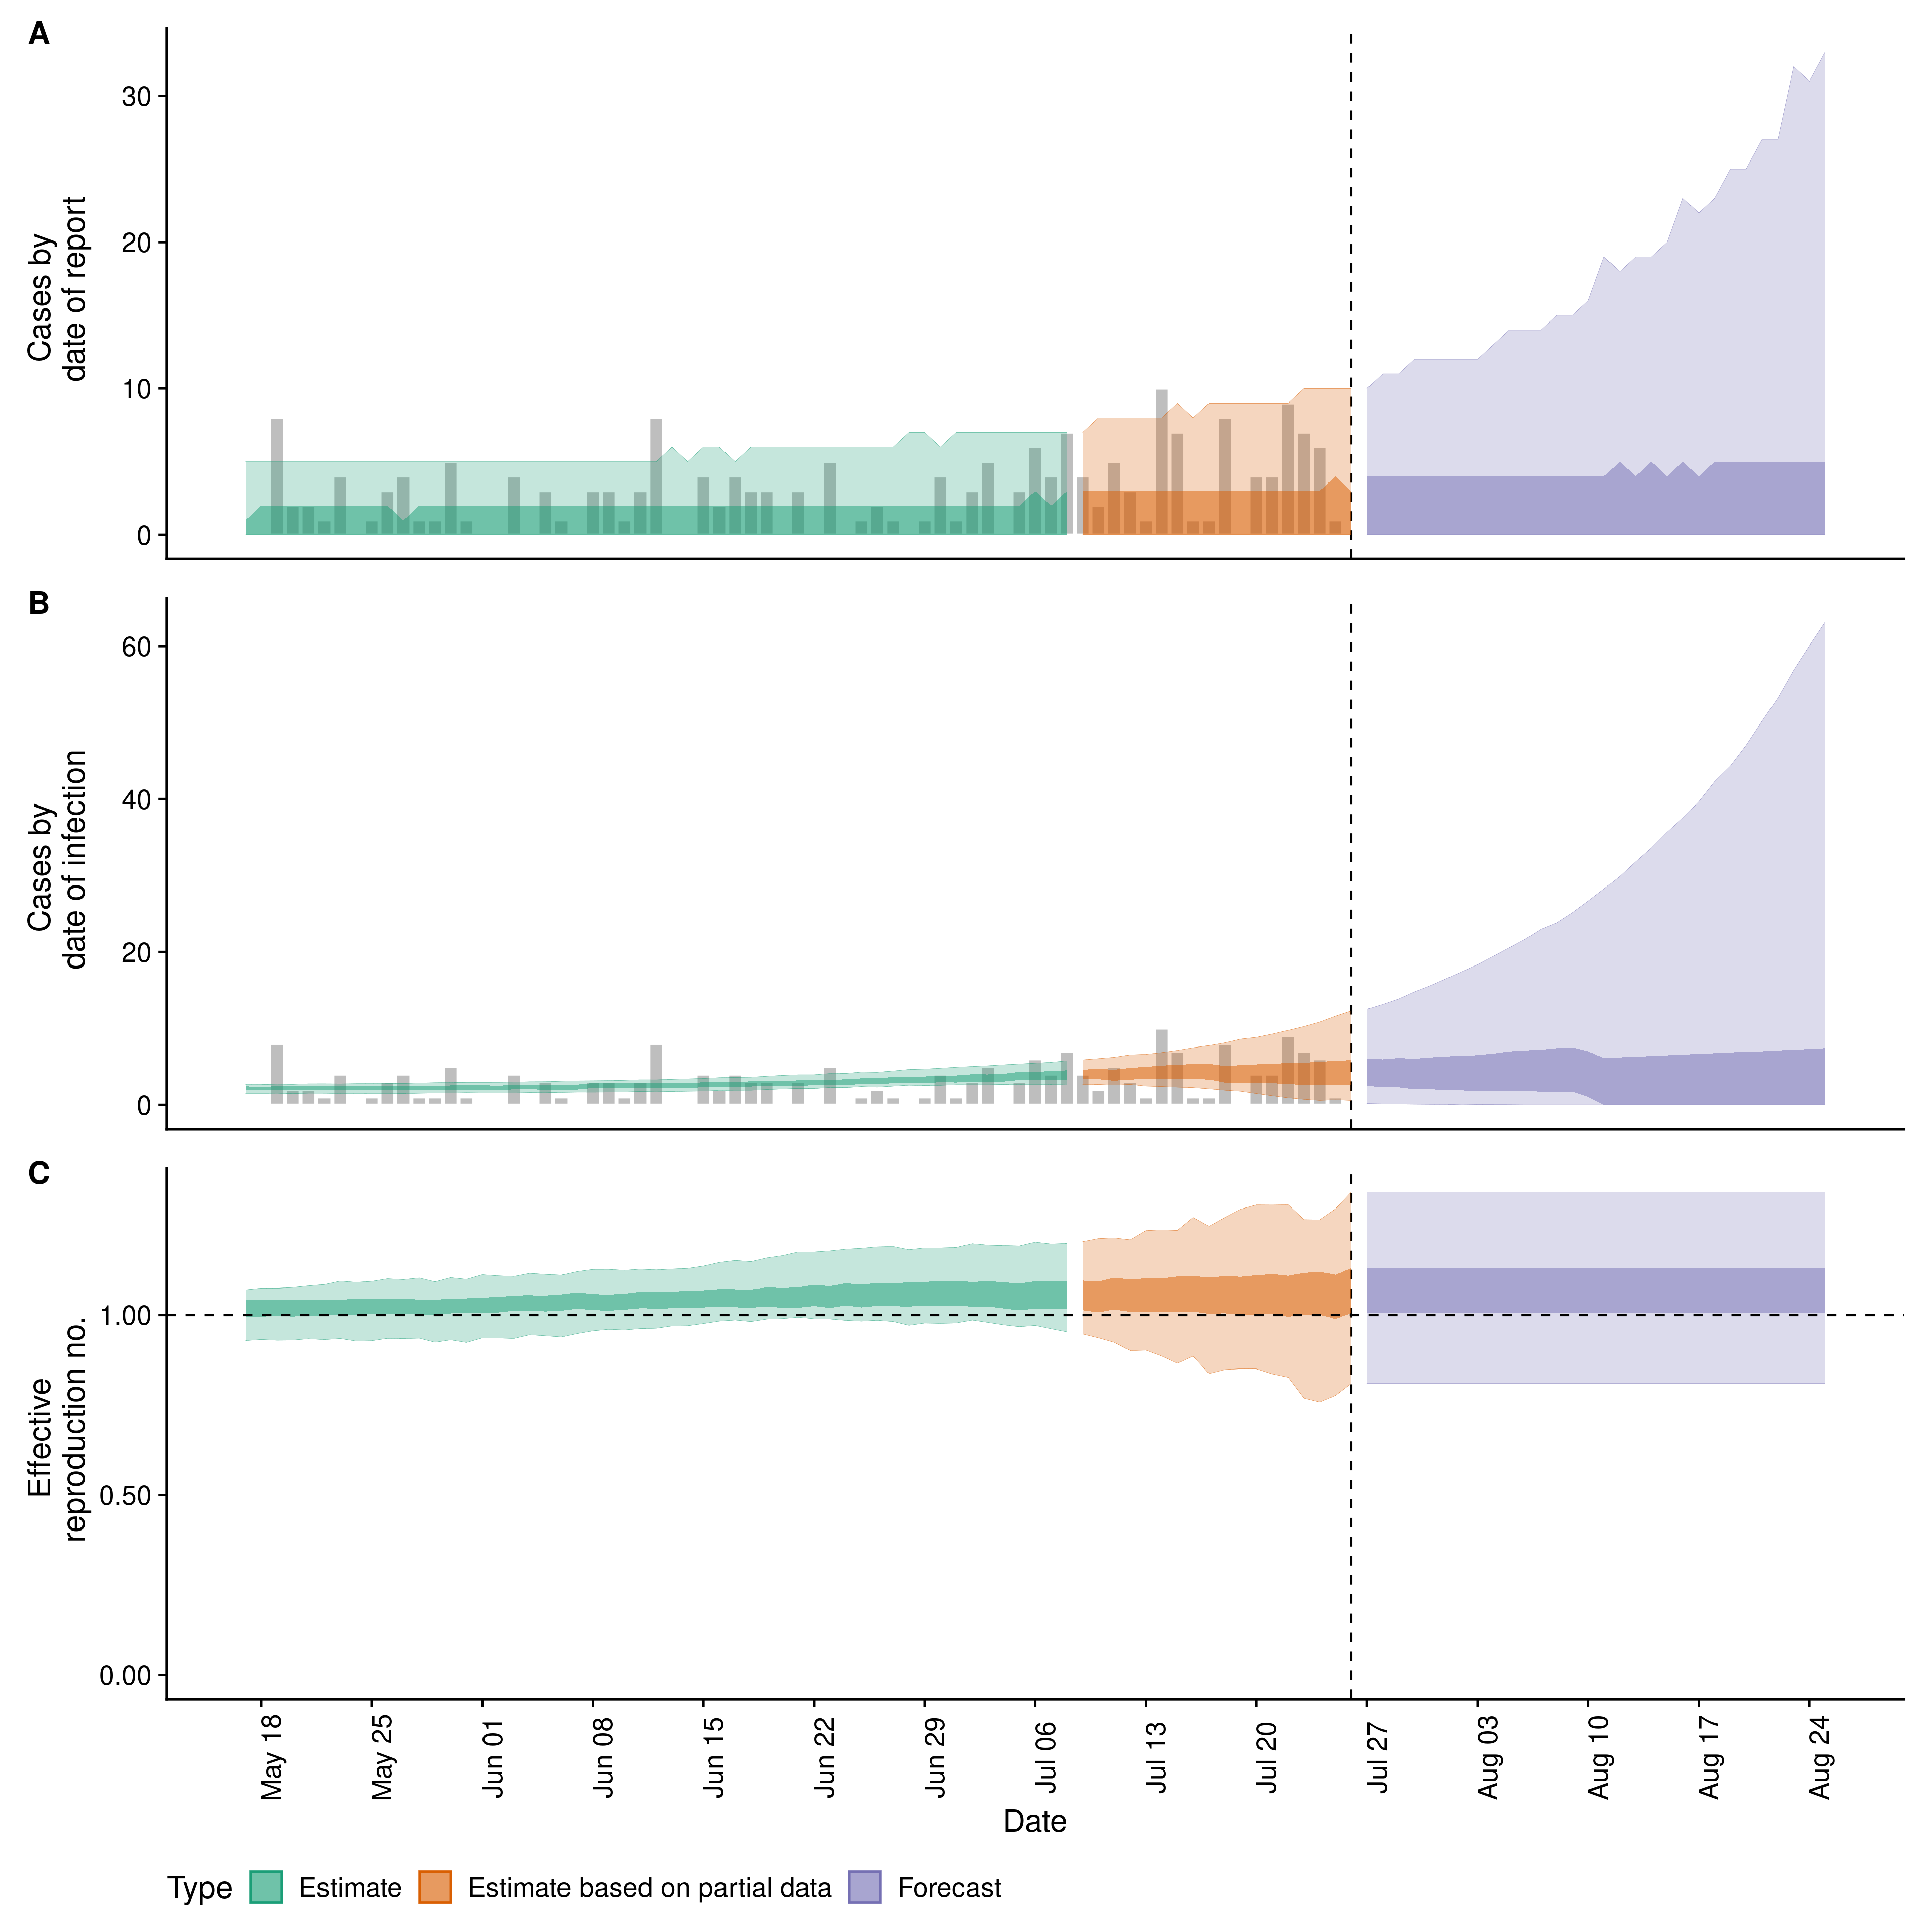 A
Cases by
date of report
30
20
10
0
B
Cases by
date of infection
60
40
20
0
C
Effective
reproduction no.
1.00
0.50
0.00
May 18
May 25
Jun 01
Jun 08
Jun 15
Jun 22
Jun 29
Jul 06
Jul 13
Jul 20
Jul 27
Aug 03
Aug 10
Aug 17
Aug 24
Date
Type Estimate Estimate based on partial data Forecast